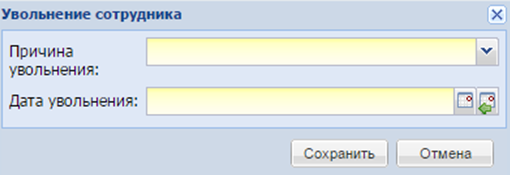 Увольнение сотрудника
Причина
увольнения:
Дата увольнения:
Сохранить Отмена